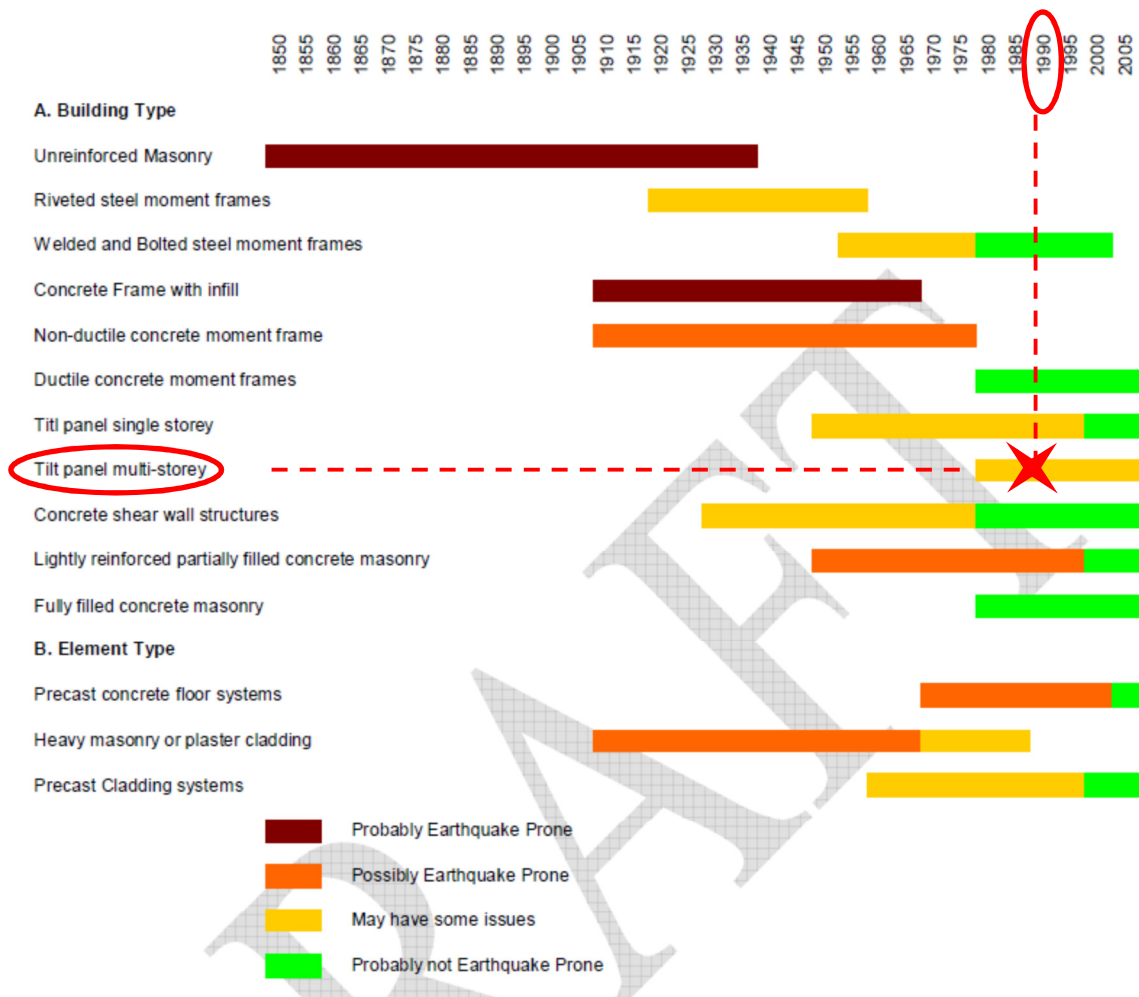 1850 1855 1860 1865 1870 1875 1880 1885 1890 1895 1900 1905 1910 1915 1920 1925 1930 1935 1940 1945 1950 1955 1960 1965 1970 1975 1980 1985 1990 1995 2000 2005
A. Building Type
Unreinforced Masonry
Riveted steel moment frames
Welded and Bolted steel moment frames
Concrete Frame with infill
Non-ductile concrete moment frame
Ductile concrete moment frames
Titl panel single storey
Tilt panel multi-storey
Concrete shear wall structures
Lightly reinforced partially filled concrete masonry
Fully filled concrete masonry
B. Element Type
Precast concrete floor systems
Heavy masonry or plaster cladding
Precast Cladding systems
Probably Earthquake Prone
Possibly Earthquake Prone
May have some issues
Probably not Earthquake Prone
RAFT